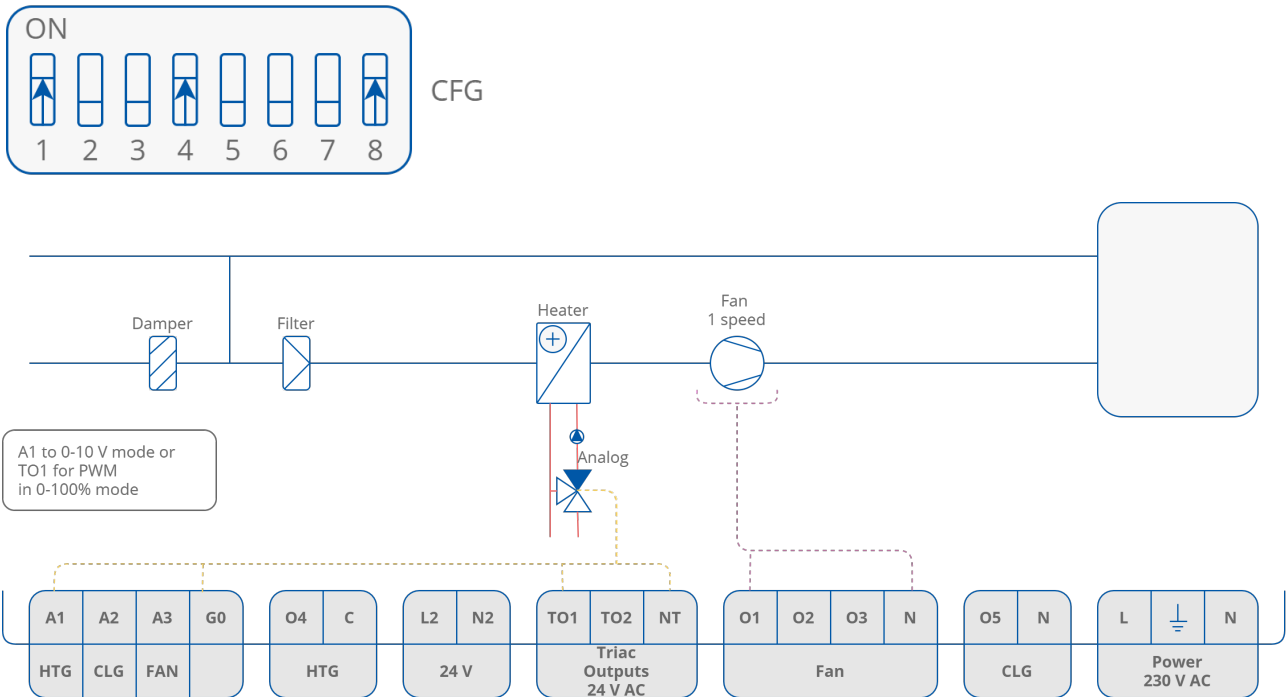 ON
1 2 3 4 5 6 7 8
CFG
Damper
Filter
Heater
Fan
1 speed
A1 to 0-10 V mode or
TO1 for PWM
in 0-100% mode
Analog
A1 A2 A3 G0
HTG CLG FAN
O4 C
HTG
L2 N2
24 V
TO1 TO2 NT
Triac
Outputs
24 V AC
O1 O2 O3 N
Fan
O5 N
CLG
L N
Power
230 V AC